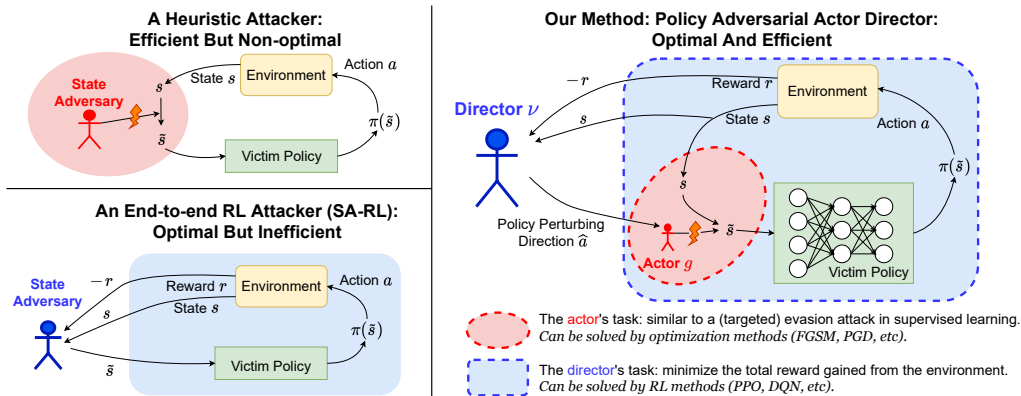 A Heuristic Attacker:
Efficient But Non-optimal
State
Adversary
s
s̃
State s
Environment
Action a
π(s̃)
Victim Policy
An End-to-end RL Attacker (SA-RL):
Optimal But Inefficient
State
Adversary
−r
s
s̃
Reward r
State s
Environment
Action a
π(s̃)
Victim Policy
Our Method: Policy Adversarial Actor Director:
Optimal And Efficient
Director ν
−r
s
Reward r
State s
Environment
Action a
π(s̃)
Policy Perturbing
Direction â
s
s̃
Actor g
Victim Policy
The actor's task: similar to a (targeted) evasion attack in supervised learning.
Can be solved by optimization methods (FGSM, PGD, etc).
The director's task: minimize the total reward gained from the environment.
Can be solved by RL methods (PPO, DQN, etc).